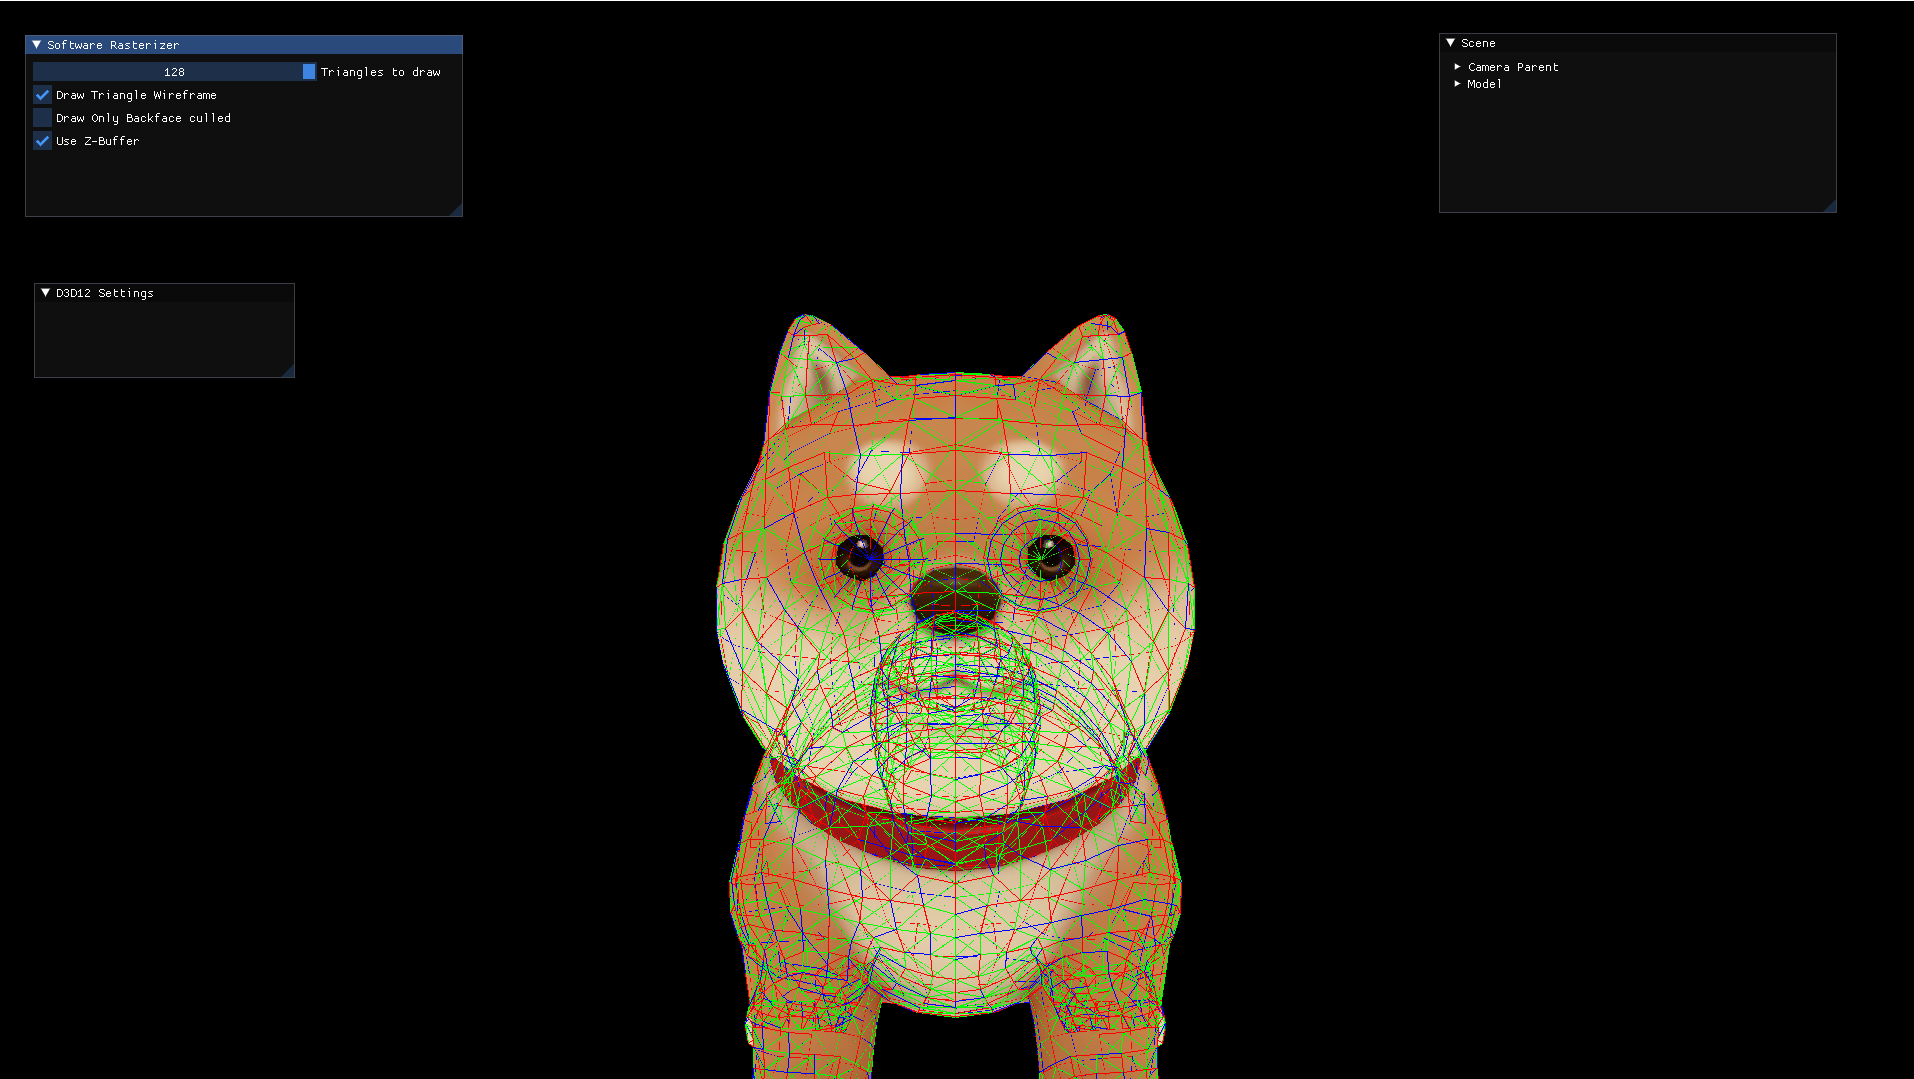 Software Rasterizer
128 Triangles to draw
Draw Triangle Wireframe
Draw Only Backface culled
Use Z-Buffer
D3D12 Settings
Scene
Camera Parent
Model